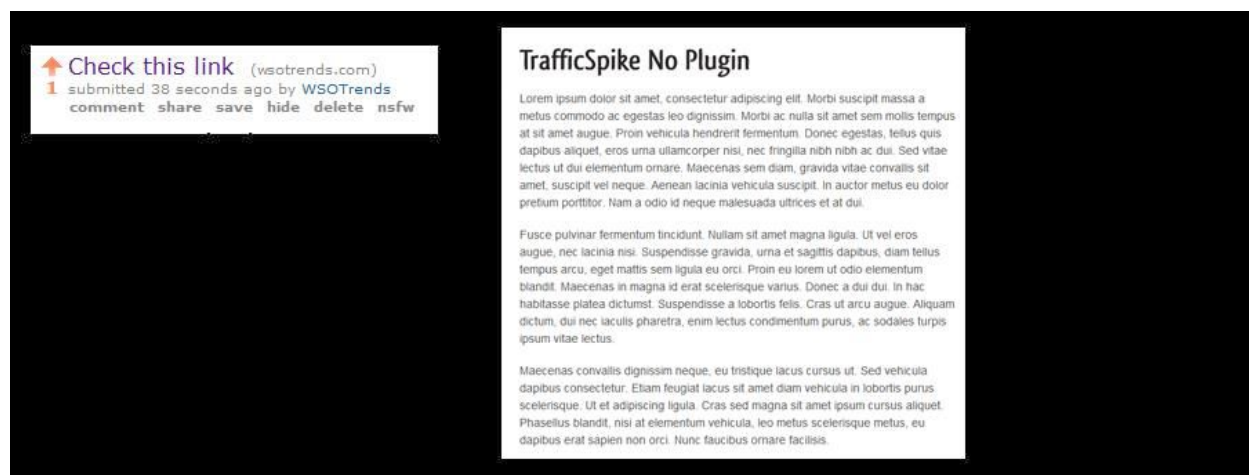 Check this link (wsotrends.com)
1 submitted 38 seconds ago by WSOTrends
comment share save hide delete nsfw
TrafficSpike No Plugin
Lorem ipsum dolor sit amet, consectetur adipiscing elit. Morbi suscipit massa a
metus commodo ac egestas leo dignissim. Morbi ac nulla sit amet sem mollis tempus
at sit amet augue. Proin vehicula hendrerit fermentum. Donec egestas, tellus quis
dapibus aliquet, eros urna ullamcorper nisi, nec fringilla nibh nibh ac dui. Sed vitae
lectus ut dui elementum ornare. Maecenas sem diam, gravida vitae convallis sit
amet, suscipit vel neque. Aenean lacinia vehicula suscipit. In auctor metus eu dolor
pretium porttitor. Nam a odio id neque malesuada ultrices et at dui.
Fusce pulvinar fermentum tincidunt. Nullam sit amet magna ligula. Ut vel eros
augue, nec lacinia nisi. Suspendisse gravida, urna et sagittis dapibus, diam tellus
tempus arcu, eget mattis sem ligula eu orci. Proin eu lorem ut odio elementum
blandit. Maecenas in magna id erat scelerisque varius. Donec a dui dui. In hac
habitasse platea dictumst. Suspendisse a lobortis felis. Cras ut arcu augue. Aliquam
dictum, dui nec iaculis pharetra, enim lectus condimentum purus, ac sodales turpis
ipsum vitae lectus.
Maecenas convallis dignissim neque, eu tristique lacus cursus ut. Sed vehicula
dapibus consectetur. Etiam feugiat lacus sit amet diam vehicula in lobortis purus
scelerisque. Ut et adipiscing ligula. Cras sed magna sit amet ipsum cursus aliquet.
Phasellus blandit, nisi at elementum vehicula, leo metus scelerisque metus, eu
dapibus erat sapien non orci. Nunc faucibus ornare facilisis.